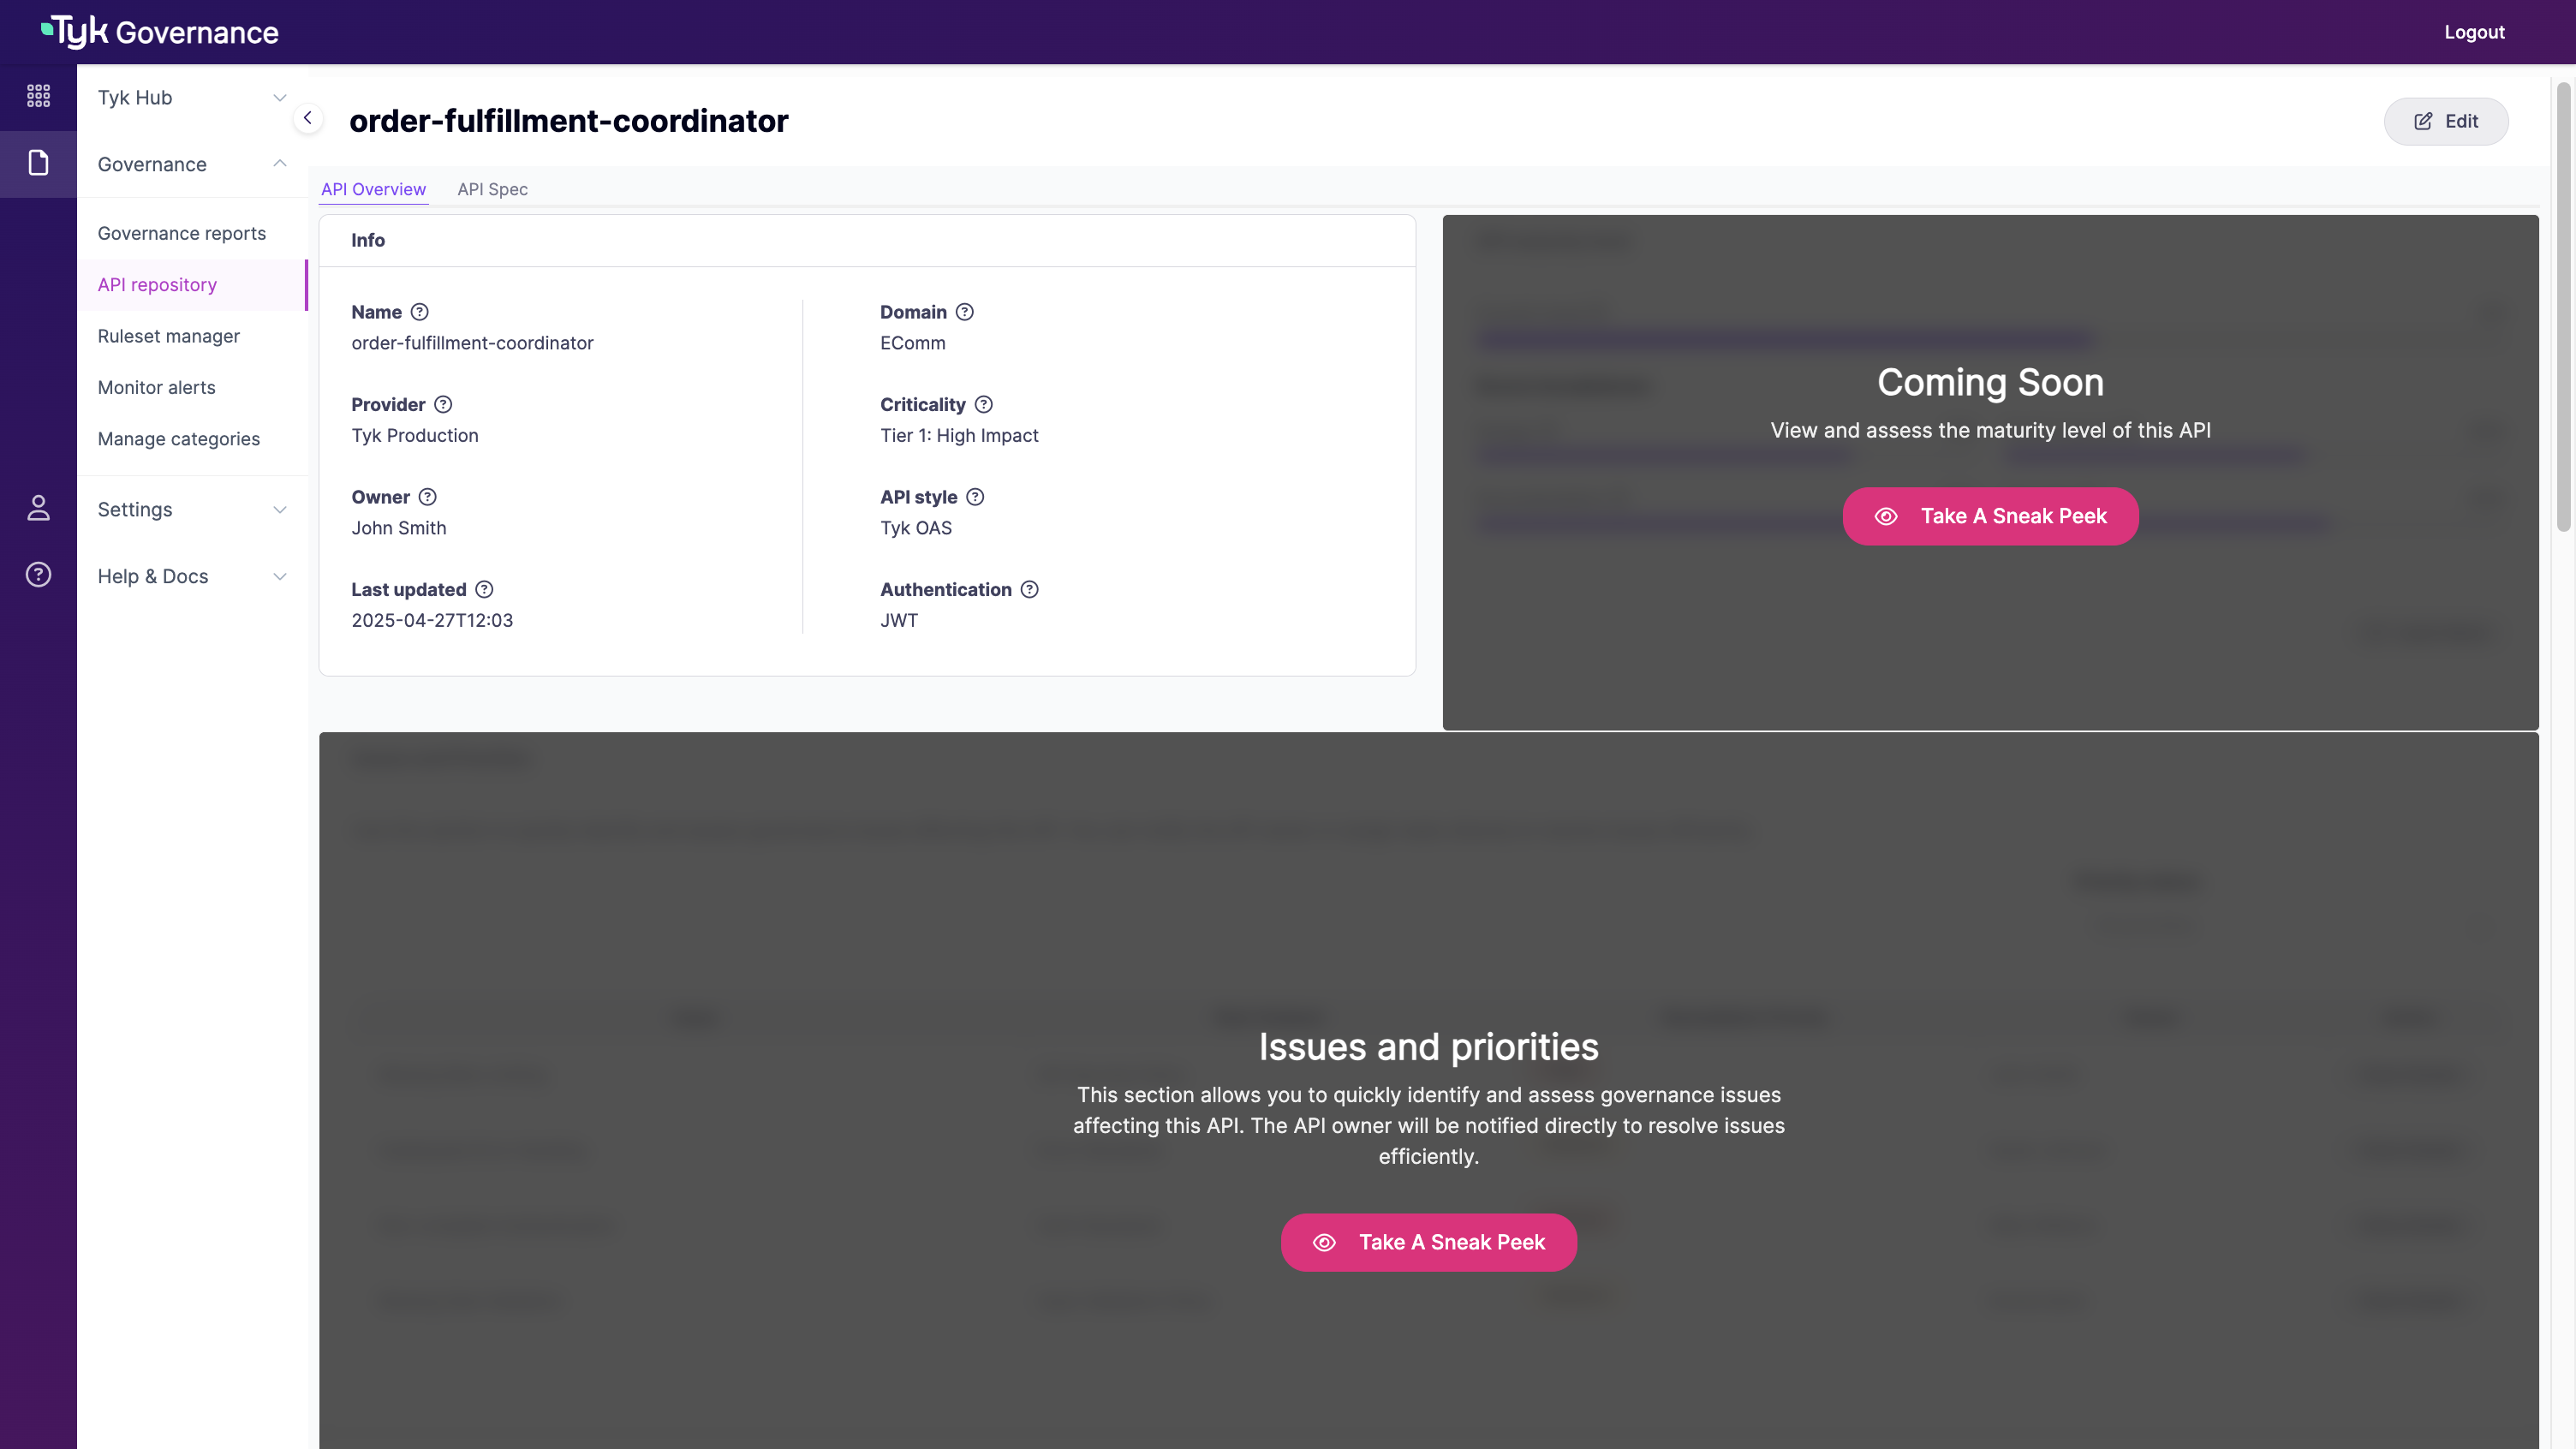 Tyk Governance
Logout
Tyk Hub
Governance
Governance reports
API repository
Ruleset manager
Monitor alerts
Manage categories
Settings
Help & Docs
order-fulfillment-coordinator
Edit
API Overview
API Spec
Info
Name
order-fulfillment-coordinator
Provider
Tyk Production
Owner
John Smith
Last updated
2025-04-27T12:03
Domain
EComm
Criticality
Tier 1: High Impact
API style
Tyk OAS
Authentication
JWT
Coming Soon
View and assess the maturity level of this API
Take A Sneak Peek
Issues and priorities
This section allows you to quickly identify and assess governance issues
affecting this API. The API owner will be notified directly to resolve issues
efficiently.
Take A Sneak Peek